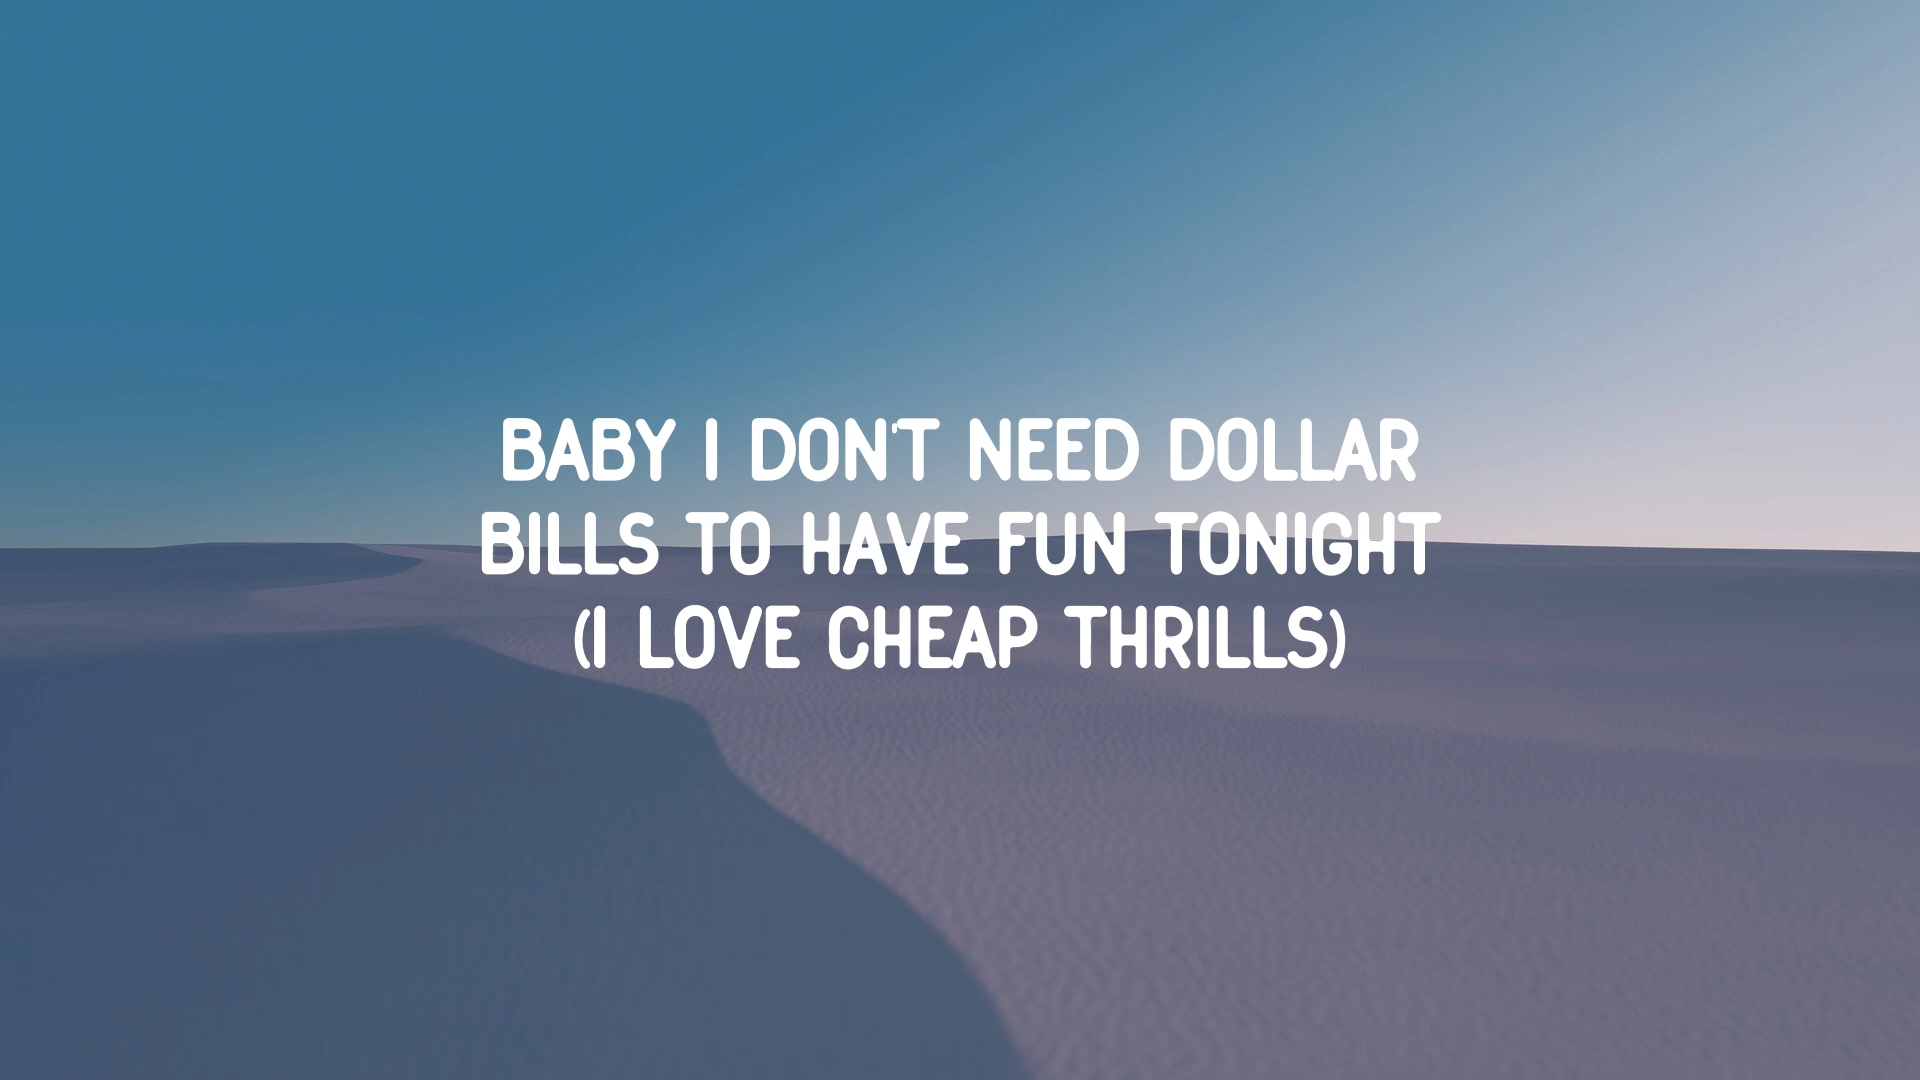 BABY I DON'T NEED DOLLAR
BILLS TO HAVE FUN TONIGHT
(I LOVE CHEAP THRILLS)